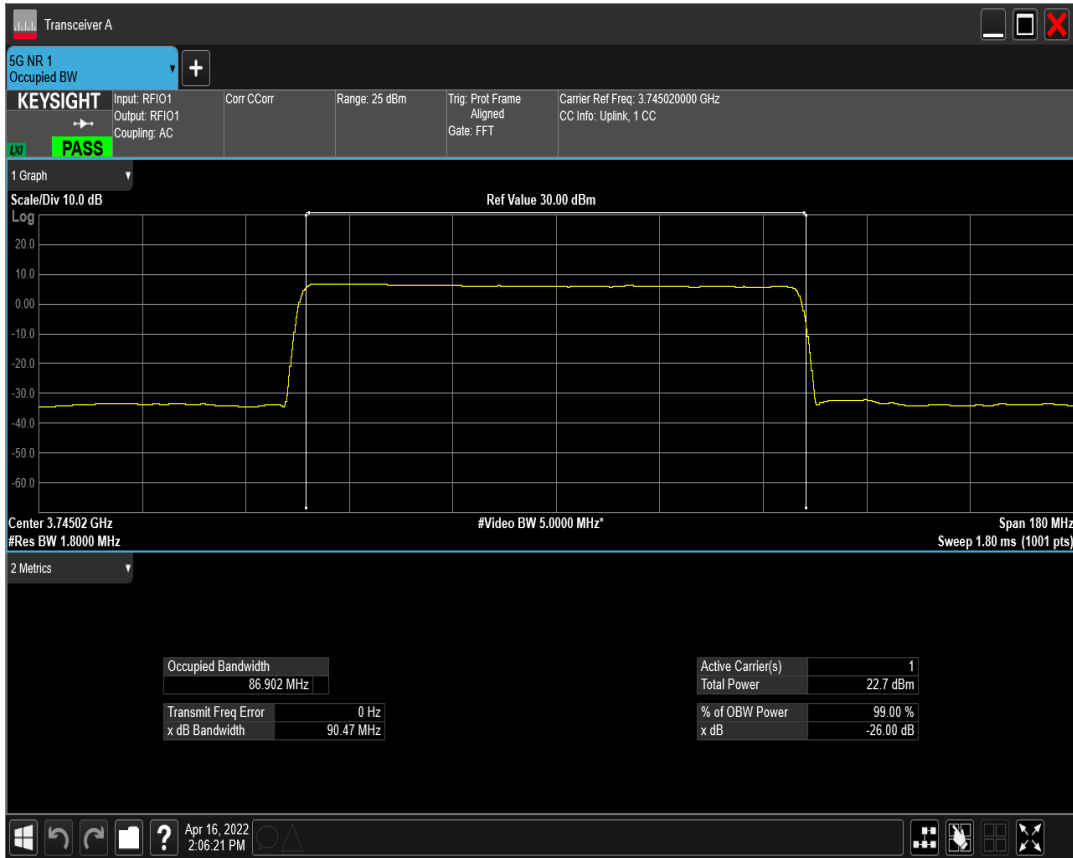 Transceiver A
5G NR 1
Occupied BW
KEYSIGHT
LXI
PASS
Input: RFIO1
Output: RFIO1
Coupling: AC
Corr CCorr
Range: 25 dBm
Trig: Prot Frame
Aligned
Gate: FFT
Carrier Ref Freq: 3.745020000 GHz
CC Info: Uplink, 1 CC
1 Graph
Scale/Div 10.0 dB
Ref Value 30.00 dBm
Log
20.0
10.0
0.00
-10.0
-20.0
-30.0
-40.0
-50.0
-60.0
Center 3.74502 GHz
#Video BW 5.0000 MHz*
Span 180 MHz
#Res BW 1.8000 MHz
Sweep 1.80 ms (1001 pts)
2 Metrics
Occupied Bandwidth
86.902 MHz
Transmit Freq Error 0 Hz
x dB Bandwidth 90.47 MHz
Active Carrier(s) 1
Total Power 22.7 dBm
% of OBW Power 99.00 %
x dB -26.00 dB
Apr 16, 2022
2:06:21 PM